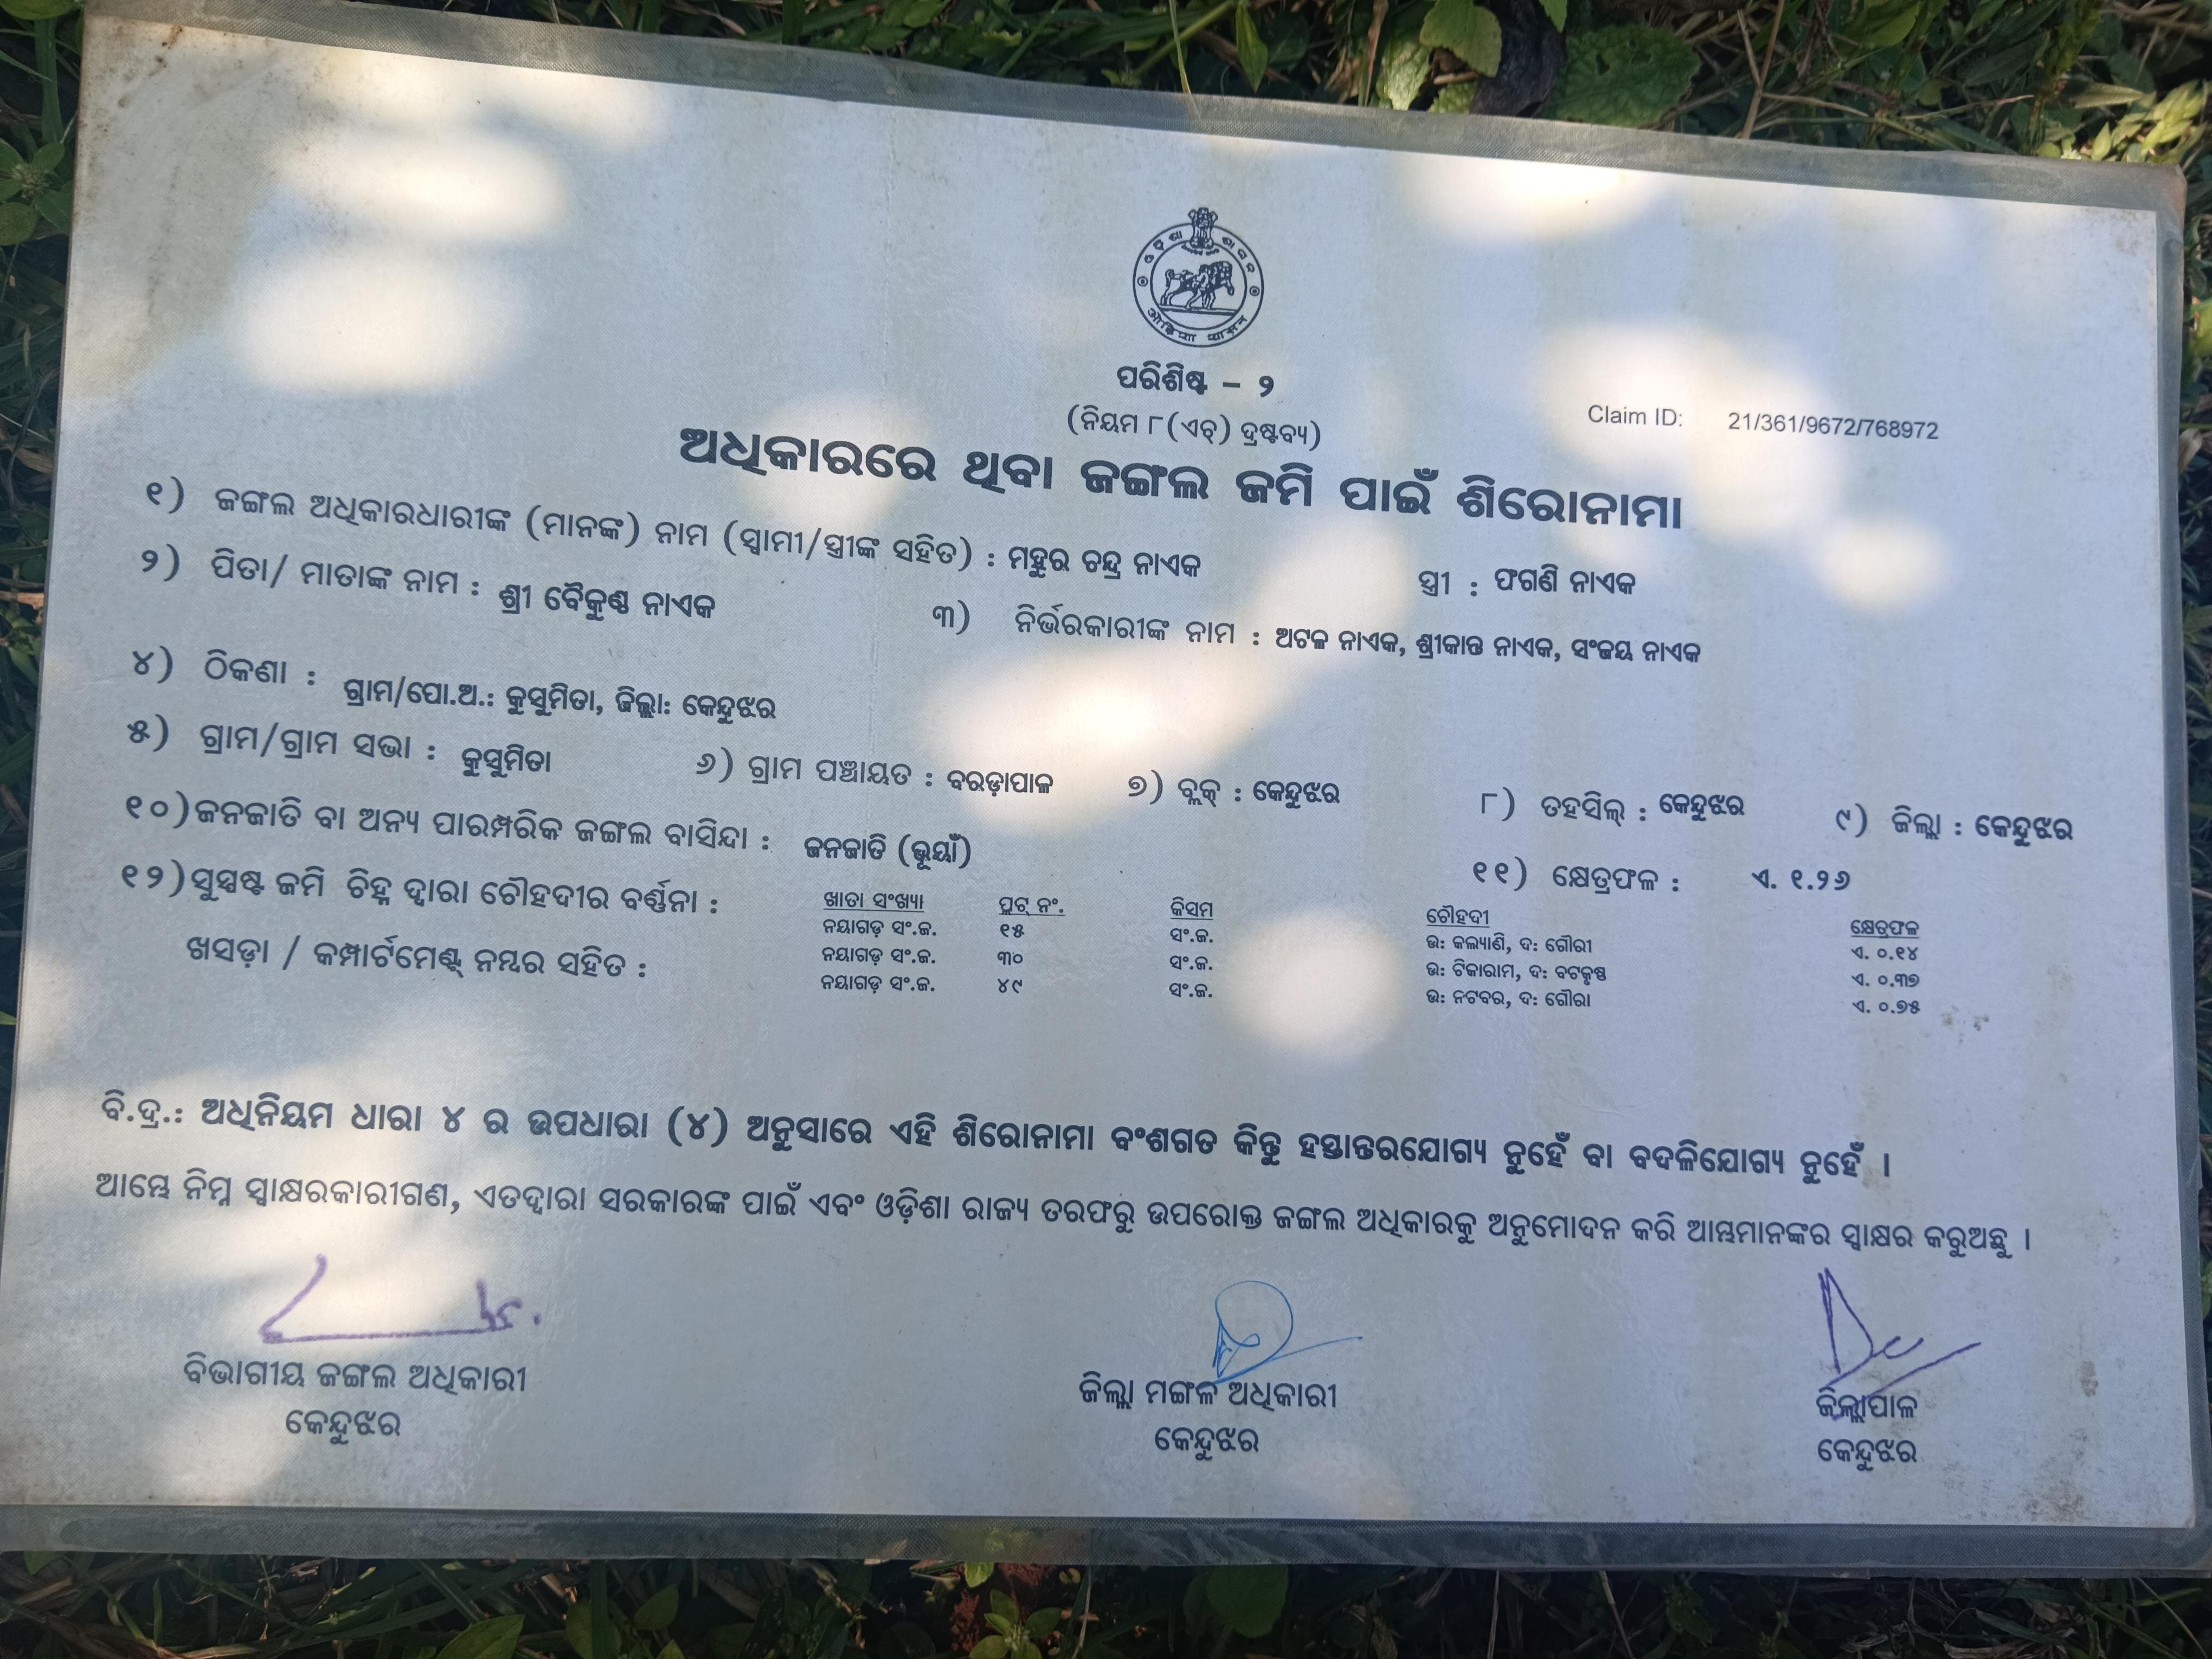 ଓଡ଼ିଶା ଶାସନ
ओड़िशा शासन
ପରିଶିଷ୍ଟ – ୨
(ନିୟମ ୮(ଏଚ୍) ଦ୍ରଷ୍ଟବ୍ୟ)
Claim ID: 21/361/9672/768972
ଅଧିକାରରେ ଥିବା ଜଙ୍ଗଲ ଜମି ପାଇଁ ଶିରୋନାମା
୧) ଜଙ୍ଗଲ ଅଧିକାରଧାରୀଙ୍କ (ମାନଙ୍କ) ନାମ (ସ୍ୱାମୀ/ସ୍ତ୍ରୀଙ୍କ ସହିତ) : ମହୁର ଚନ୍ଦ୍ର ନାଏକ ସ୍ତ୍ରୀ : ଫଗଣି ନାଏକ
୨) ପିତା/ ମାତାଙ୍କ ନାମ : ଶ୍ରୀ ବୈକୁଣ୍ଠ ନାଏକ ୩) ନିର୍ଭରକାରୀଙ୍କ ନାମ : ଅଟଳ ନାଏକ, ଶ୍ରୀକାନ୍ତ ନାଏକ, ସଂଜୟ ନାଏକ
୪) ଠିକଣା : ଗ୍ରାମ/ପୋ.ଅ.: କୁସୁମିତା, ଜିଲ୍ଲା: କେନ୍ଦୁଝର
୫) ଗ୍ରାମ/ଗ୍ରାମ ସଭା : କୁସୁମିତା ୬) ଗ୍ରାମ ପଞ୍ଚାୟତ : ବରଡ଼ାପାଳ ୭) ବ୍ଲକ୍ : କେନ୍ଦୁଝର ୮) ତହସିଲ୍ : କେନ୍ଦୁଝର ୯) ଜିଲ୍ଲା : କେନ୍ଦୁଝର
୧୦) ଜନଜାତି ବା ଅନ୍ୟ ପାରମ୍ପରିକ ଜଙ୍ଗଲ ବାସିନ୍ଦା : ଜନଜାତି (ଭୂୟାଁ) ୧୧) କ୍ଷେତ୍ରଫଳ : ଏ. ୧.୨୬
୧୨) ସୁସ୍ପଷ୍ଟ ଜମି ଚିହ୍ନ ଦ୍ୱାରା ଚୌହଦୀର ବର୍ଣ୍ଣନା :
ଖସଡ଼ା / କମ୍ପାର୍ଟମେଣ୍ଟ୍ ନମ୍ବର ସହିତ :
ଖାତା ସଂଖ୍ୟା ପ୍ଲଟ୍ ନଂ. କିସମ ଚୌହଦୀ କ୍ଷେତ୍ରଫଳ
ନୟାଗଡ଼ ସଂ.ଜ. ୧୫ ସଂ.ଜ. ଉ: କଲ୍ୟାଣି, ଦ: ଗୌରୀ ଏ. ୦.୧୪
ନୟାଗଡ଼ ସଂ.ଜ. ୩୦ ସଂ.ଜ. ଉ: ଟିକାରାମ, ଦ: ବଟକୃଷ୍ଣ ଏ. ୦.୩୭
ନୟାଗଡ଼ ସଂ.ଜ. ୪୯ ସଂ.ଜ. ଉ: ନଟବର, ଦ: ଗୌରା ଏ. ୦.୭୫
ବି.ଦ୍ର.: ଅଧିନିୟମ ଧାରା ୪ ର ଉପଧାରା (୪) ଅନୁସାରେ ଏହି ଶିରୋନାମା ବଂଶଗତ କିନ୍ତୁ ହସ୍ତାନ୍ତରଯୋଗ୍ୟ ନୁହେଁ ବା ବଦଳିଯୋଗ୍ୟ ନୁହେଁ ।
ଆମ୍ଭେ ନିମ୍ନ ସ୍ୱାକ୍ଷରକାରୀଗଣ, ଏତଦ୍ୱାରା ସରକାରଙ୍କ ପାଇଁ ଏବଂ ଓଡ଼ିଶା ରାଜ୍ୟ ତରଫରୁ ଉପରୋକ୍ତ ଜଙ୍ଗଲ ଅଧିକାରକୁ ଅନୁମୋଦନ କରି ଆମ୍ଭମାନଙ୍କର ସ୍ୱାକ୍ଷର କରୁଅଛୁ ।
ବିଭାଗୀୟ ଜଙ୍ଗଲ ଅଧିକାରୀ
କେନ୍ଦୁଝର
ଜିଲ୍ଲା ମଙ୍ଗଳ ଅଧିକାରୀ
କେନ୍ଦୁଝର
ଜିଲ୍ଲାପାଳ
କେନ୍ଦୁଝର